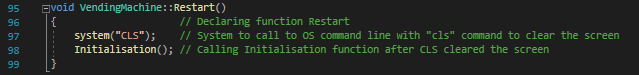 95 void VendingMachine::Restart()
96 { // Declaring function Restart
97 system("CLS"); // System to call to OS command line with "cls" command to clear the screen
98 Initialisation(); // Calling Initialisation function after CLS cleared the screen
99 }